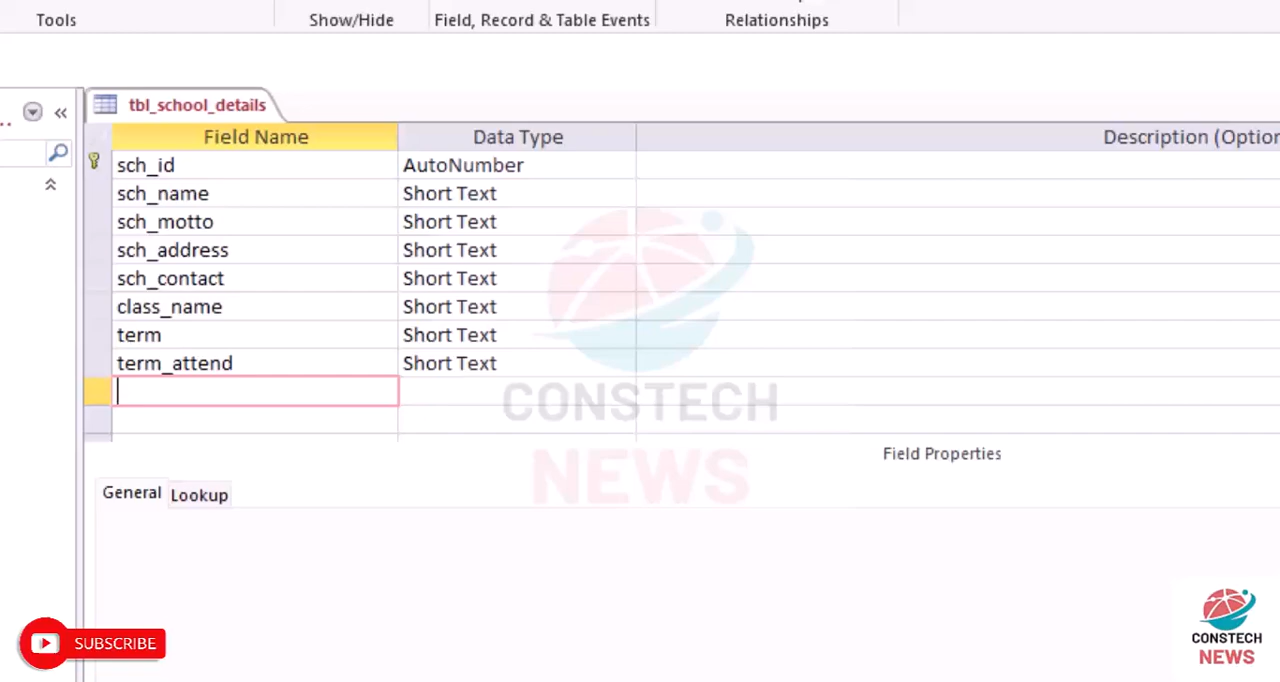 Tools Show/Hide Field, Record & Table Events Relationships
tbl_school_details
Field Name Data Type Description (Option
sch_id AutoNumber
sch_name Short Text
sch_motto Short Text
sch_address Short Text
sch_contact Short Text
class_name Short Text
term Short Text
term_attend Short Text
CONSTECH
NEWS
Field Properties
General Lookup
SUBSCRIBE
CONSTECH
NEWS